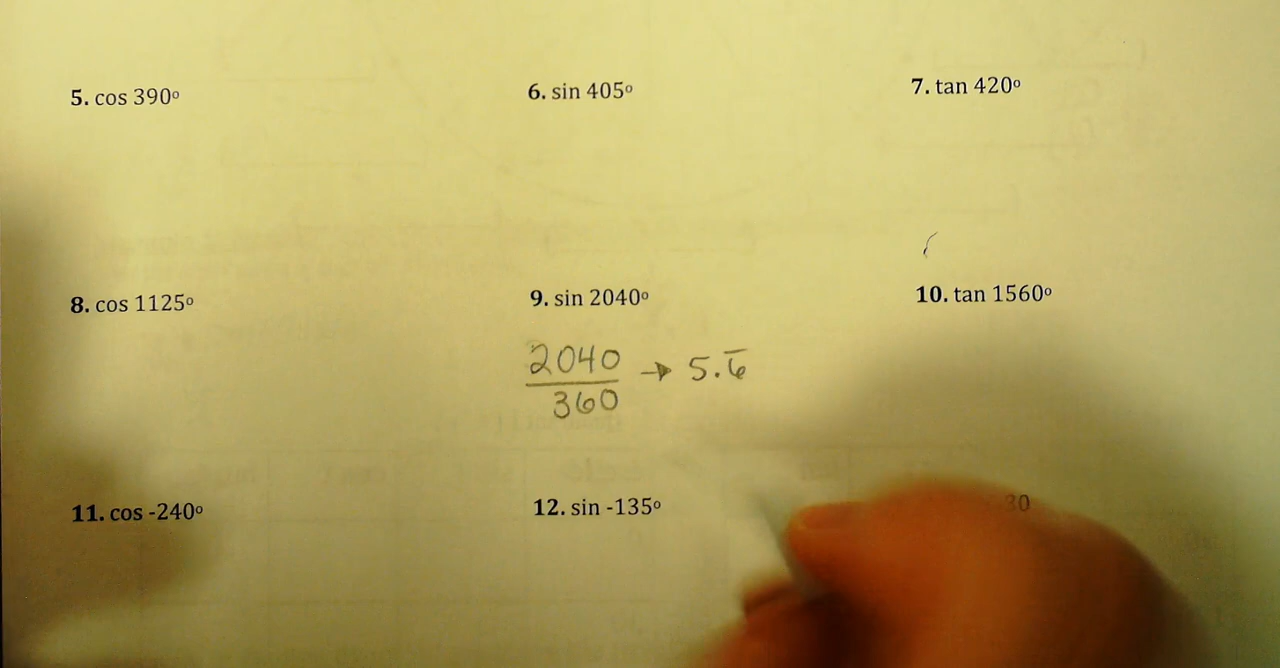 5. cos 390°
6. sin 405°
7. tan 420°
8. cos 1125°
9. sin 2040°
10. tan 1560°
2040
360
→ 5.6̅
11. cos -240°
12. sin -135°
30